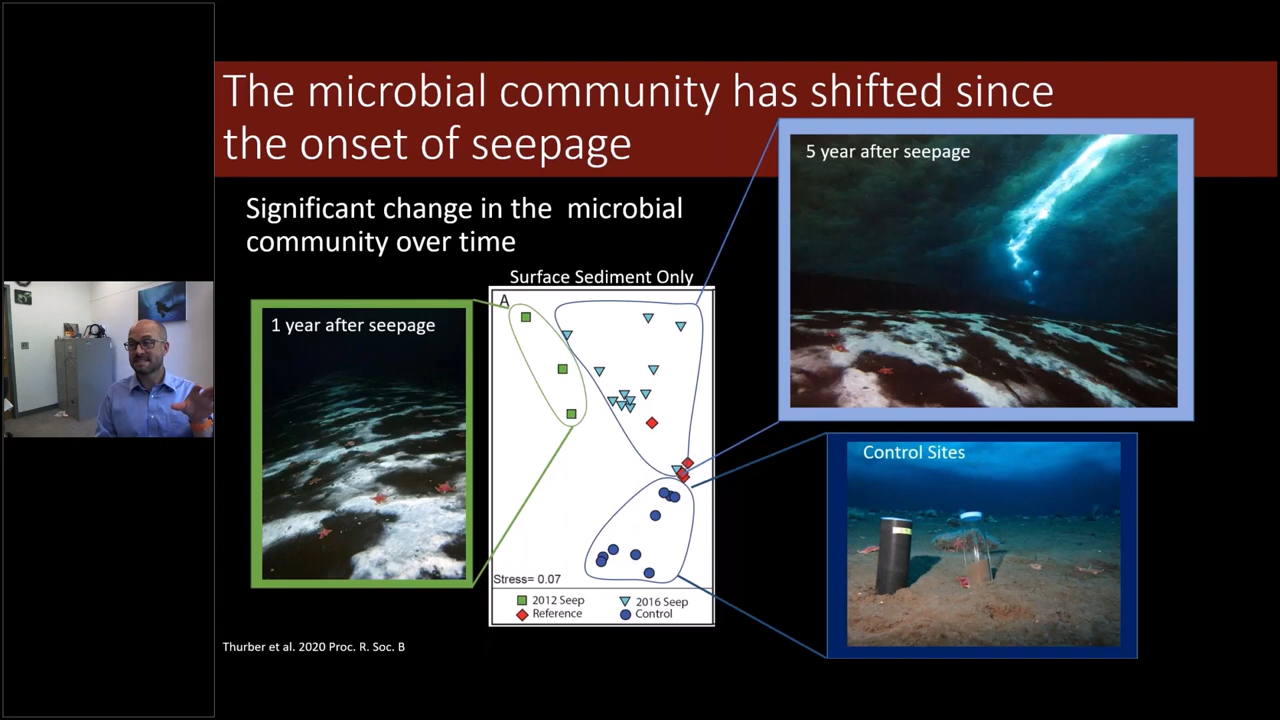 The microbial community has shifted since
the onset of seepage
5 year after seepage
Significant change in the microbial
community over time
Surface Sediment Only
A
1 year after seepage
Control Sites
Stress= 0.07
2012 Seep
2016 Seep
Reference
Control
Thurber et al. 2020 Proc. R. Soc. B